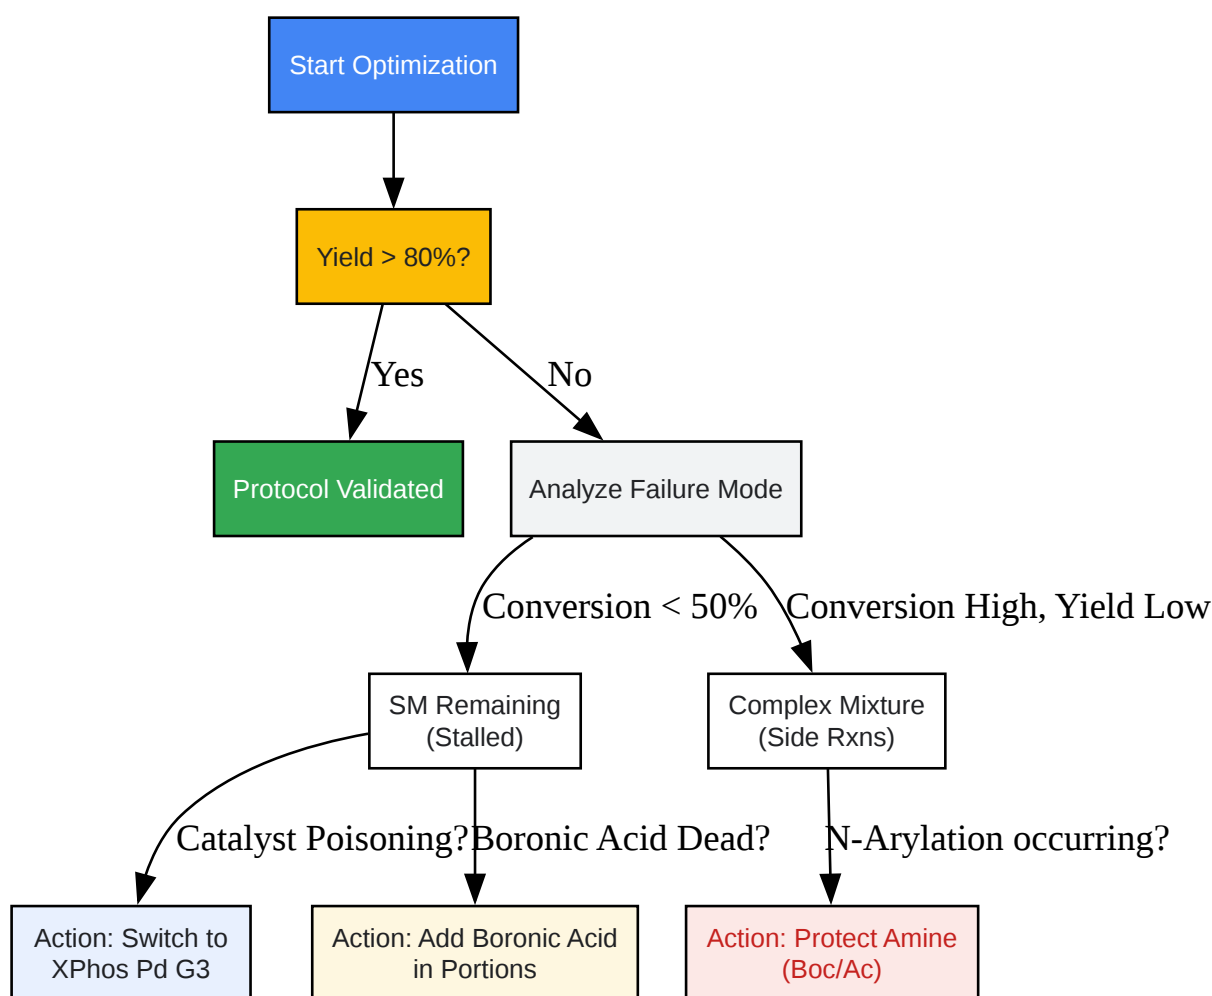 Start Optimization
Yield > 80%?
Yes
No
Protocol Validated
Analyze Failure Mode
Conversion < 50%
Conversion High, Yield Low
SM Remaining
(Stalled)
Complex Mixture
(Side Rxns)
Catalyst Poisoning?
Boronic Acid Dead?
N-Arylation occurring?
Action: Switch to
XPhos Pd G3
Action: Add Boronic Acid
in Portions
Action: Protect Amine
(Boc/Ac)